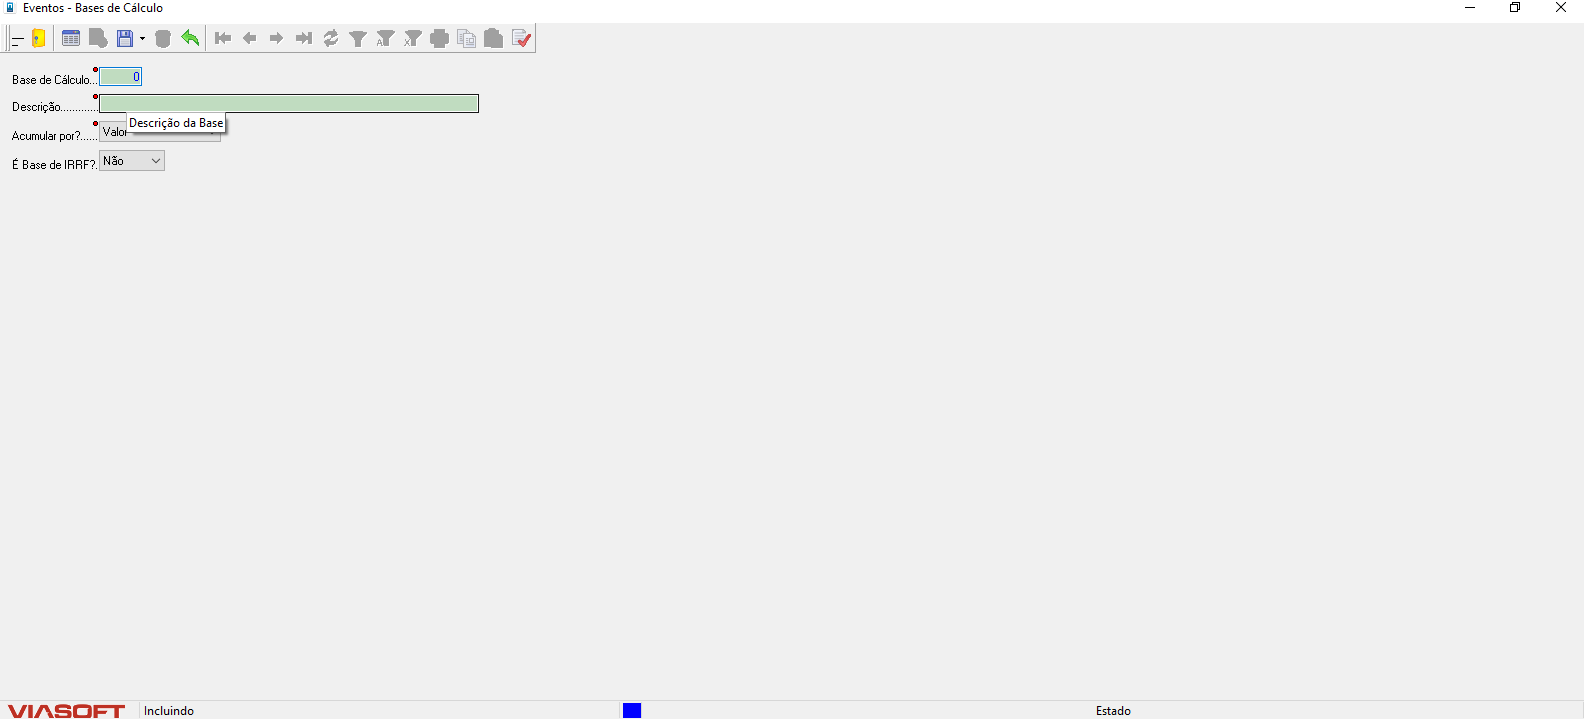 Eventos - Bases de Cálculo
Base de Cálculo... 0
Descrição............
Descrição da Base
Acumular por?...... Valor
É Base de IRRF?. Não
VIASOFT Incluindo Estado